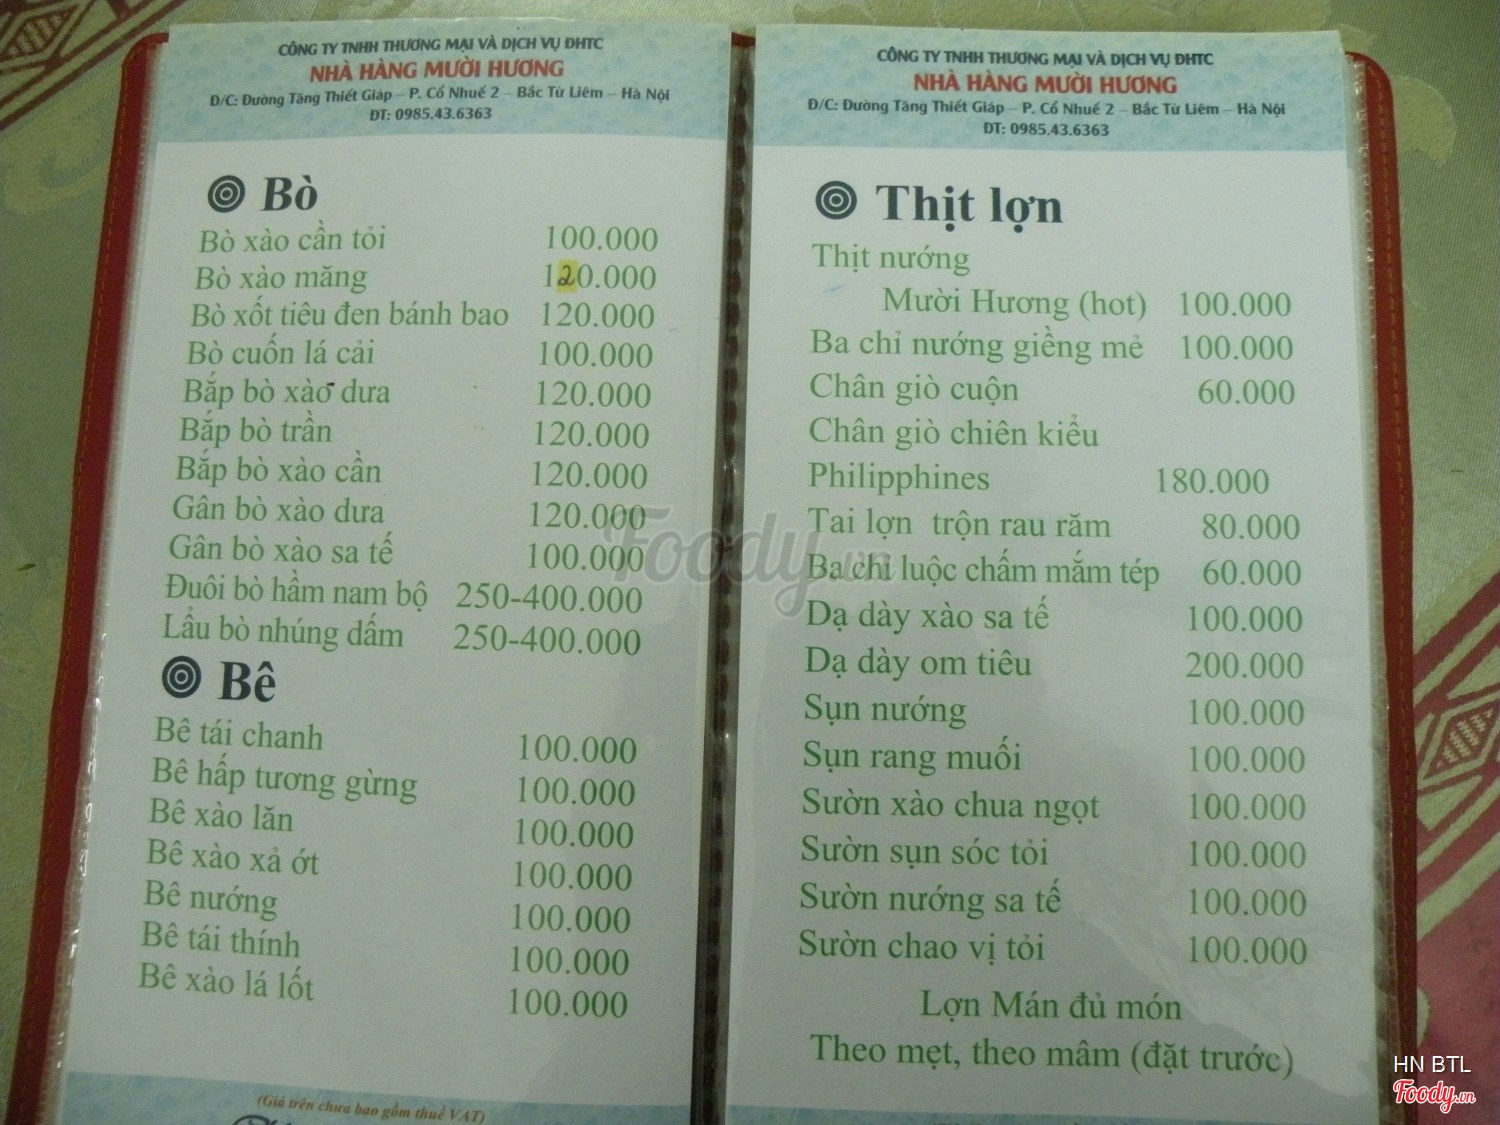 CÔNG TY TNHH THƯƠNG MẠI VÀ DỊCH VỤ ĐHTC
NHÀ HÀNG MƯỜI HƯƠNG
Đ/C: Đường Tăng Thiết Giáp – P. Cổ Nhuế 2 – Bắc Từ Liêm – Hà Nội
ĐT: 0985.43.6363
Bò
Bò xào cần tỏi 100.000
Bò xào măng 120.000
Bò xốt tiêu đen bánh bao 120.000
Bò cuốn lá cải 100.000
Bắp bò xào dưa 120.000
Bắp bò trần 120.000
Bắp bò xào cần 120.000
Gân bò xào dưa 120.000
Gân bò xào sa tế 100.000
Đuôi bò hầm nam bộ 250-400.000
Lẩu bò nhúng dấm 250-400.000
Bê
Bê tái chanh 100.000
Bê hấp tương gừng 100.000
Bê xào lăn 100.000
Bê xào xả ớt 100.000
Bê nướng 100.000
Bê tái thính 100.000
Bê xào lá lốt 100.000
(Giá trên chưa bao gồm thuế VAT)
CÔNG TY TNHH THƯƠNG MẠI VÀ DỊCH VỤ ĐHTC
NHÀ HÀNG MƯỜI HƯƠNG
Đ/C: Đường Tăng Thiết Giáp – P. Cổ Nhuế 2 – Bắc Từ Liêm – Hà Nội
ĐT: 0985.43.6363
Thịt lợn
Thịt nướng
Mười Hương (hot) 100.000
Ba chỉ nướng giềng mẻ 100.000
Chân giò cuộn 60.000
Chân giò chiên kiểu
Philipphines 180.000
Tai lợn trộn rau răm 80.000
Ba chỉ luộc chấm mắm tép 60.000
Dạ dày xào sa tế 100.000
Dạ dày om tiêu 200.000
Sụn nướng 100.000
Sụn rang muối 100.000
Sườn xào chua ngọt 100.000
Sườn sụn sóc tỏi 100.000
Sườn nướng sa tế 100.000
Sườn chao vị tỏi 100.000
Lợn Mán đủ món
Theo mẹt, theo mâm (đặt trước)
Foody.vn
HN BTL
Foody.vn